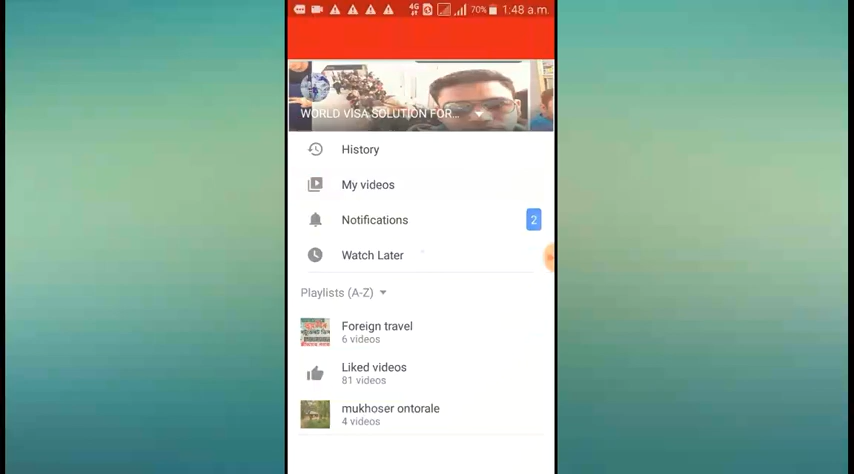 4G 70% 1:48 a.m.
WORLD VISA SOLUTION FOR...
History
My videos
Notifications
2
Watch Later
Playlists (A-Z)
Foreign travel
6 videos
Liked videos
81 videos
mukhoser ontorale
4 videos